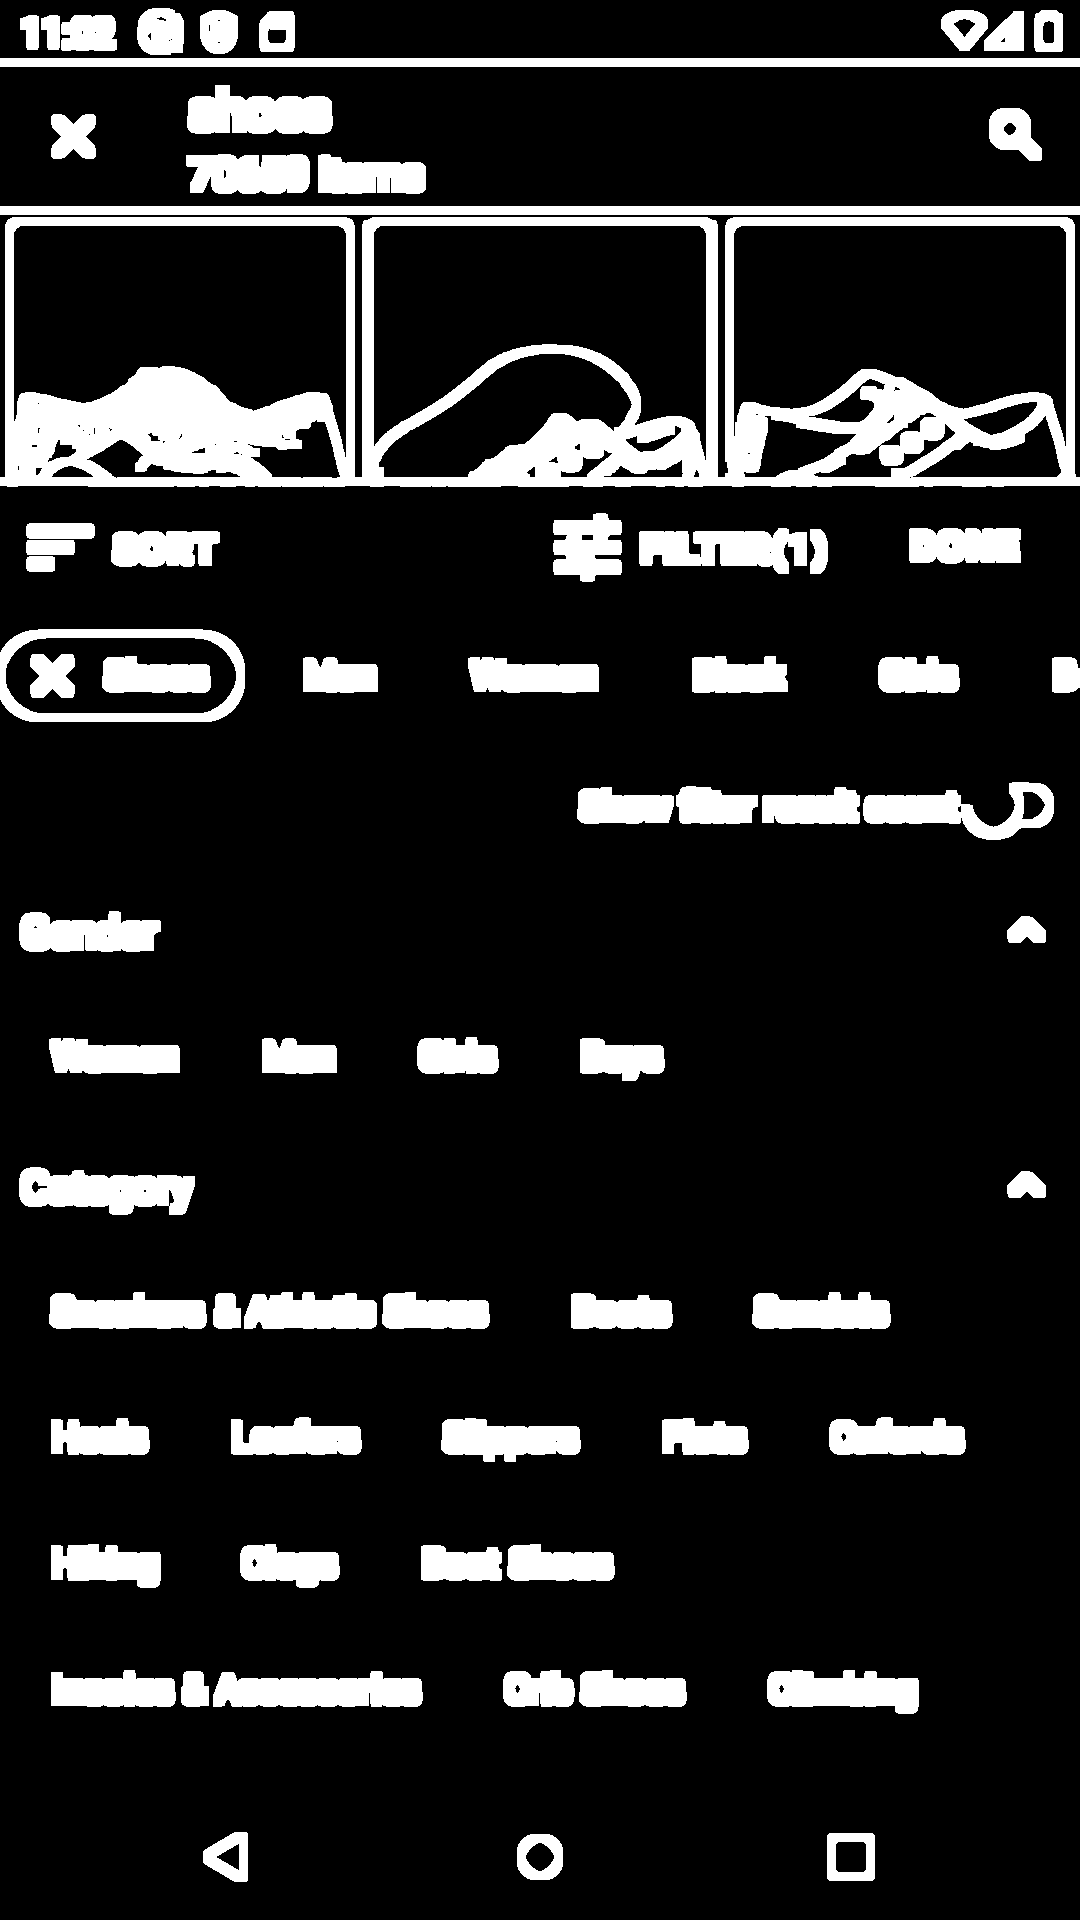 11:02
shoes
items
SORT FILTER(1) DONE
Shoes Men Women Black Girls
Show filter result count
Gender
Women Men Girls Boys
Category
Sneakers & Athletic Shoes Boots Sandals
Heels Loafers Slippers Flats Oxfords
Hiking Clogs Boat Shoes
Insoles & Accessories Crib Shoes Climbing